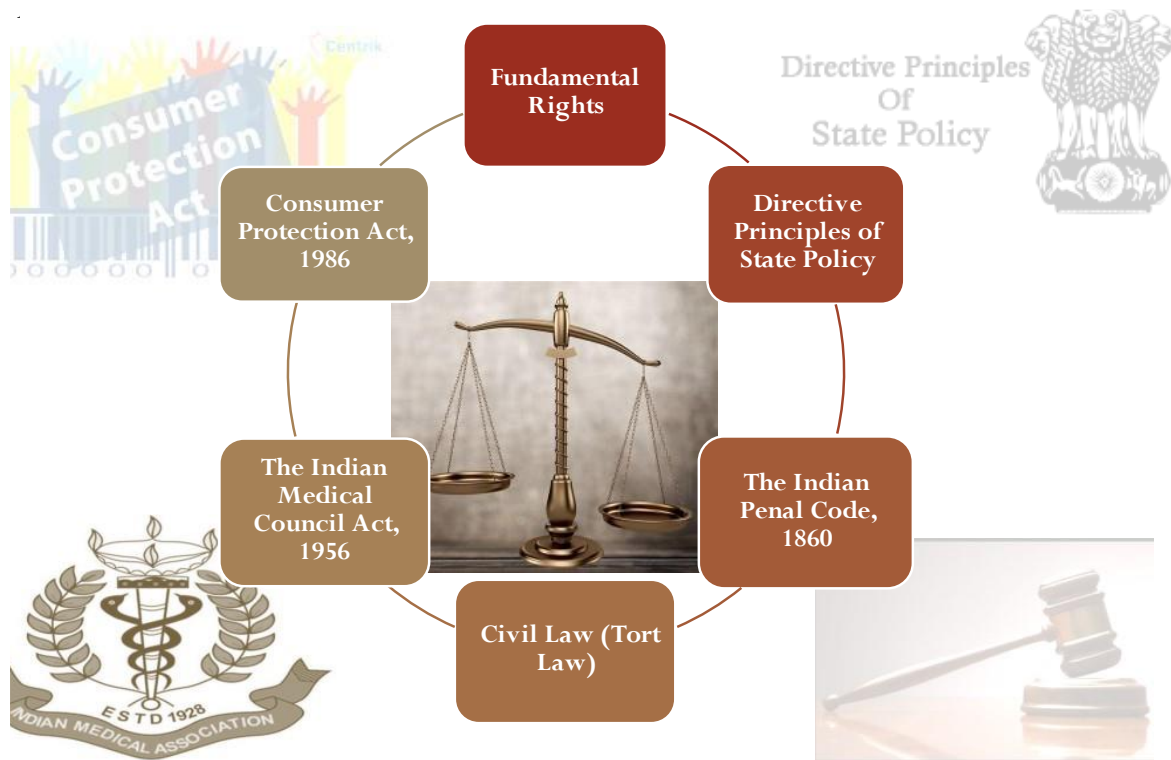 Centrik
Consumer
Protection
Act
Fundamental
Rights
Directive Principles
Of
State Policy
Consumer
Protection Act,
1986
Directive
Principles of
State Policy
The Indian
Medical
Council Act,
1956
The Indian
Penal Code,
1860
Civil Law (Tort
Law)
ESTD 1928
INDIAN MEDICAL ASSOCIATION